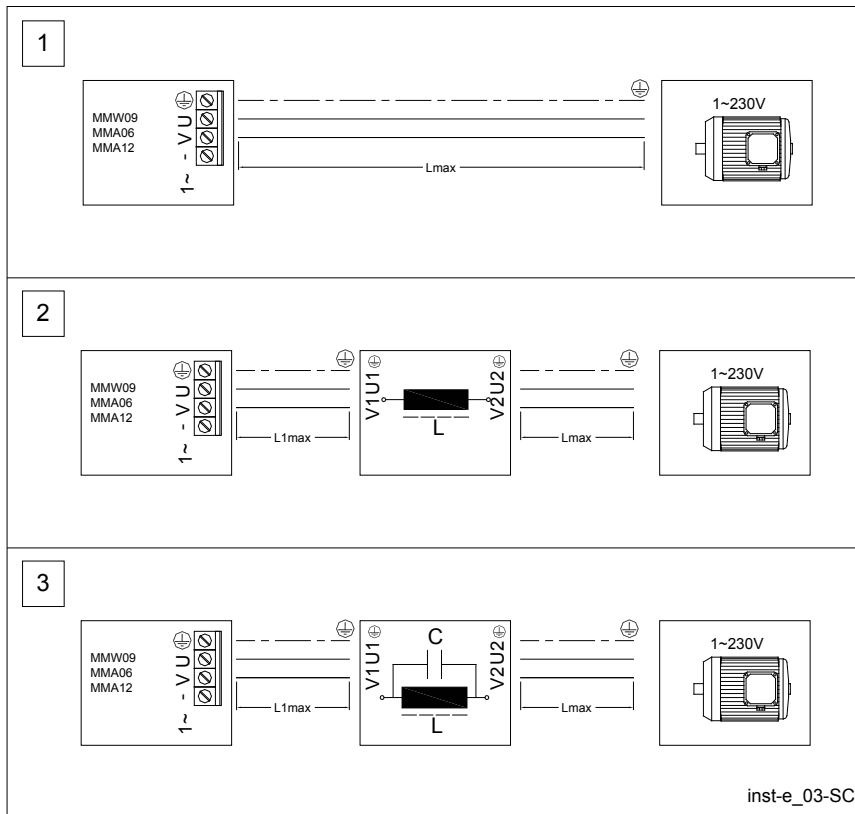 1
MMW09
MMA06
MMA12
1~ - V U
Lmax
1~230V
2
MMW09
MMA06
MMA12
1~ - V U
L1max
V1U1
L
V2U2
Lmax
1~230V
3
MMW09
MMA06
MMA12
1~ - V U
L1max
V1U1
C
L
V2U2
Lmax
1~230V
inst-e_03-SC